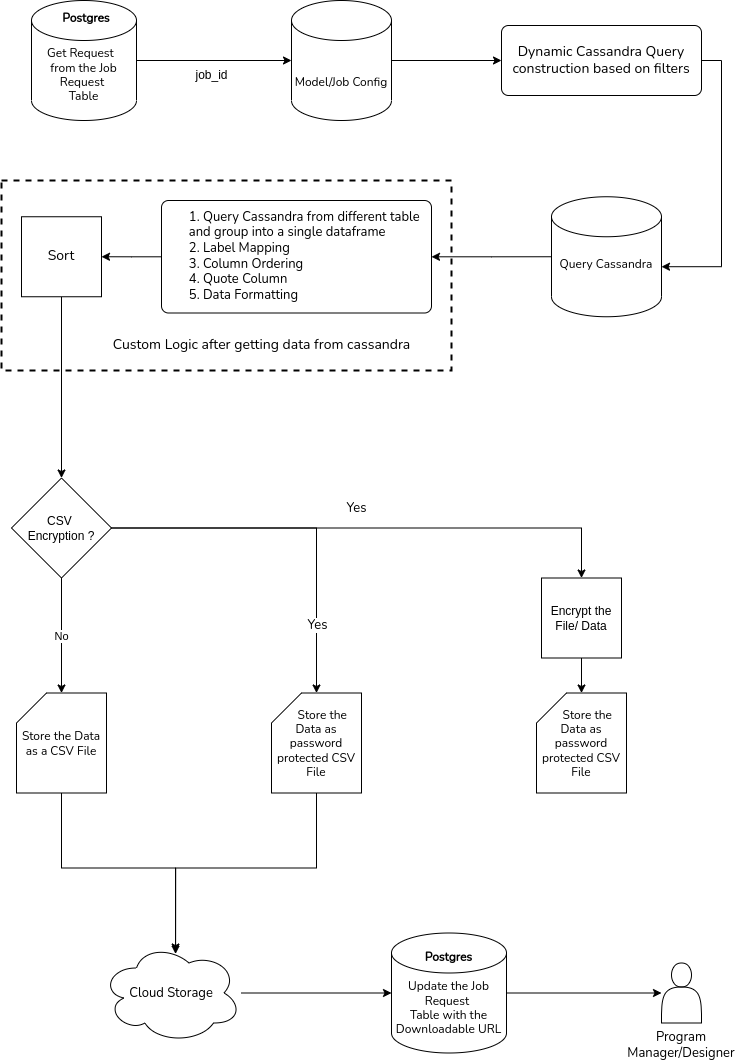 Postgres
Get Request
from the Job
Request
Table
job_id
Model/Job Config
Dynamic Cassandra Query
construction based on filters
Sort
1. Query Cassandra from different table
and group into a single dataframe
2. Label Mapping
3. Column Ordering
4. Quote Column
5. Data Formatting
Query Cassandra
Custom Logic after getting data from cassandra
CSV
Encryption ?
Yes
No
Yes
Encrypt the
File/ Data
Store the Data
as a CSV File
Store the
Data as
password
protected CSV
File
Store the
Data as
password
protected CSV
File
Cloud Storage
Postgres
Update the Job
Request
Table with the
Downloadable URL
Program
Manager/Designer